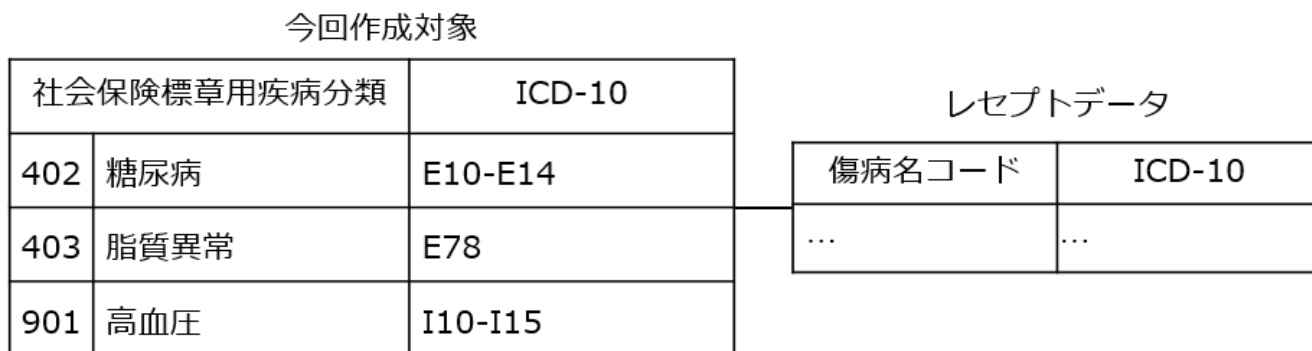 今回作成対象
社会保険標章用疾病分類 ICD-10
402 糖尿病 E10-E14
403 脂質異常 E78
901 高血圧 I10-I15
レセプトデータ
傷病名コード ICD-10
… …